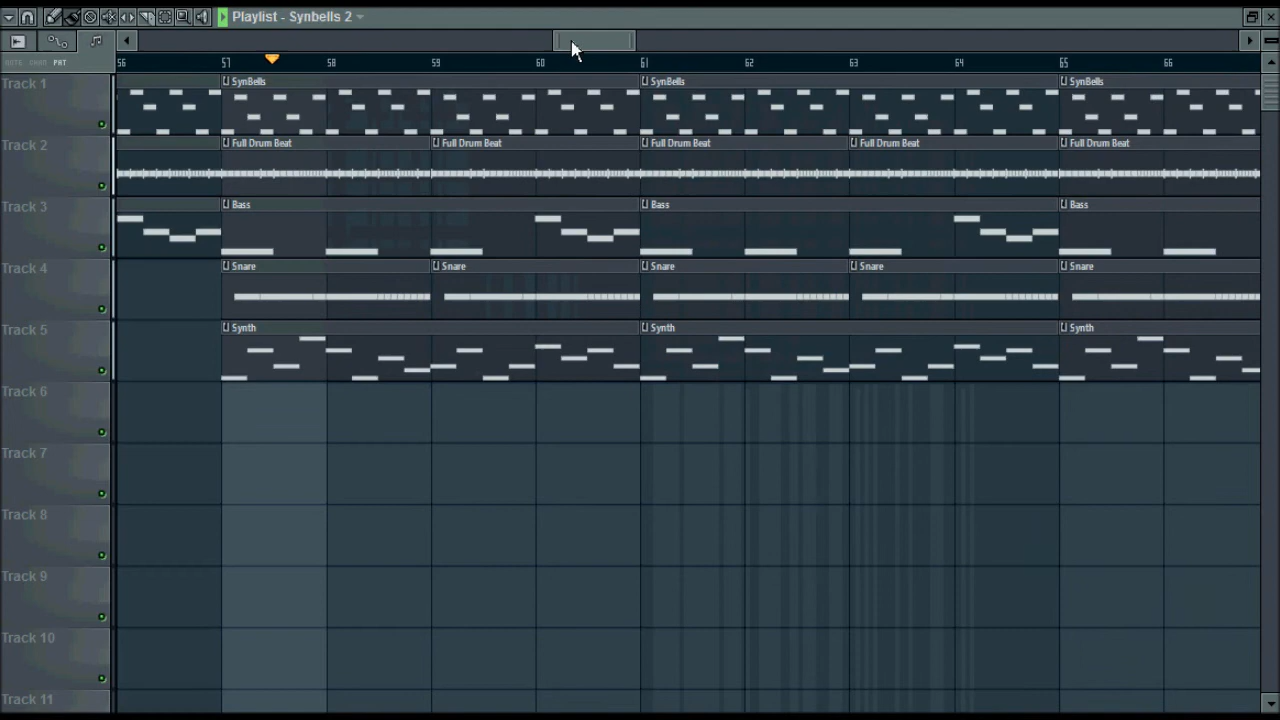 Playlist - Synbells 2
NOTE CHAN PAT
56 57 58 59 60 61 62 63 64 65 66
Track 1 SynBells SynBells SynBells
Track 2 Full Drum Beat Full Drum Beat Full Drum Beat Full Drum Beat Full Drum Beat
Track 3 Bass Bass Bass
Track 4 Snare Snare Snare Snare Snare
Track 5 Synth Synth Synth
Track 6
Track 7
Track 8
Track 9
Track 10
Track 11